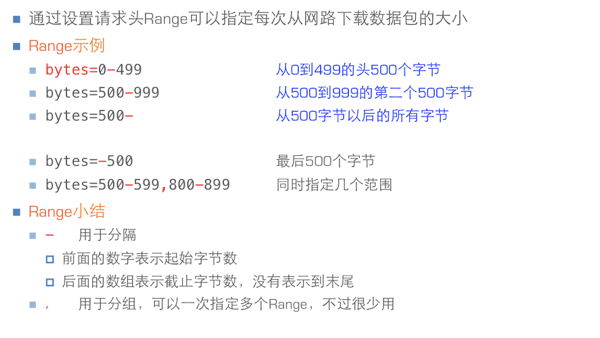 通过设置请求头Range可以指定每次从网路下载数据包的大小
Range示例
bytes=0-499 从0到499的头500个字节
bytes=500-999 从500到999的第二个500字节
bytes=500- 从500字节以后的所有字节
bytes=-500 最后500个字节
bytes=500-599,800-899 同时指定几个范围
Range小结
- 用于分隔
前面的数字表示起始字节数
后面的数组表示截止字节数，没有表示到末尾
, 用于分组，可以一次指定多个Range，不过很少用